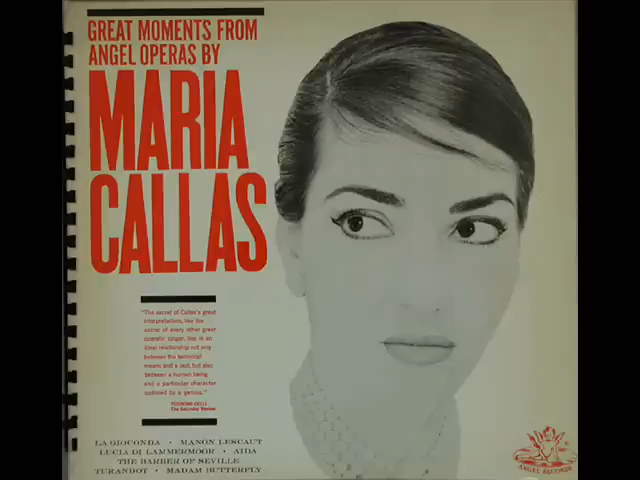 GREAT MOMENTS FROM
ANGEL OPERAS BY
MARIA
CALLAS
"The secret of Callas's great
interpretations, like the
secret of every other great
operatic singer, lies in an
ideal relationship not only
between the technical
means and a text, but also
between a human being
and a particular character
outlined by a genius."
The Saturday Review
LA GIOCONDA · MANON LESCAUT
LUCIA DI LAMMERMOOR · AIDA
THE BARBER OF SEVILLE
TURANDOT · MADAM BUTTERFLY
ANGEL RECORDS